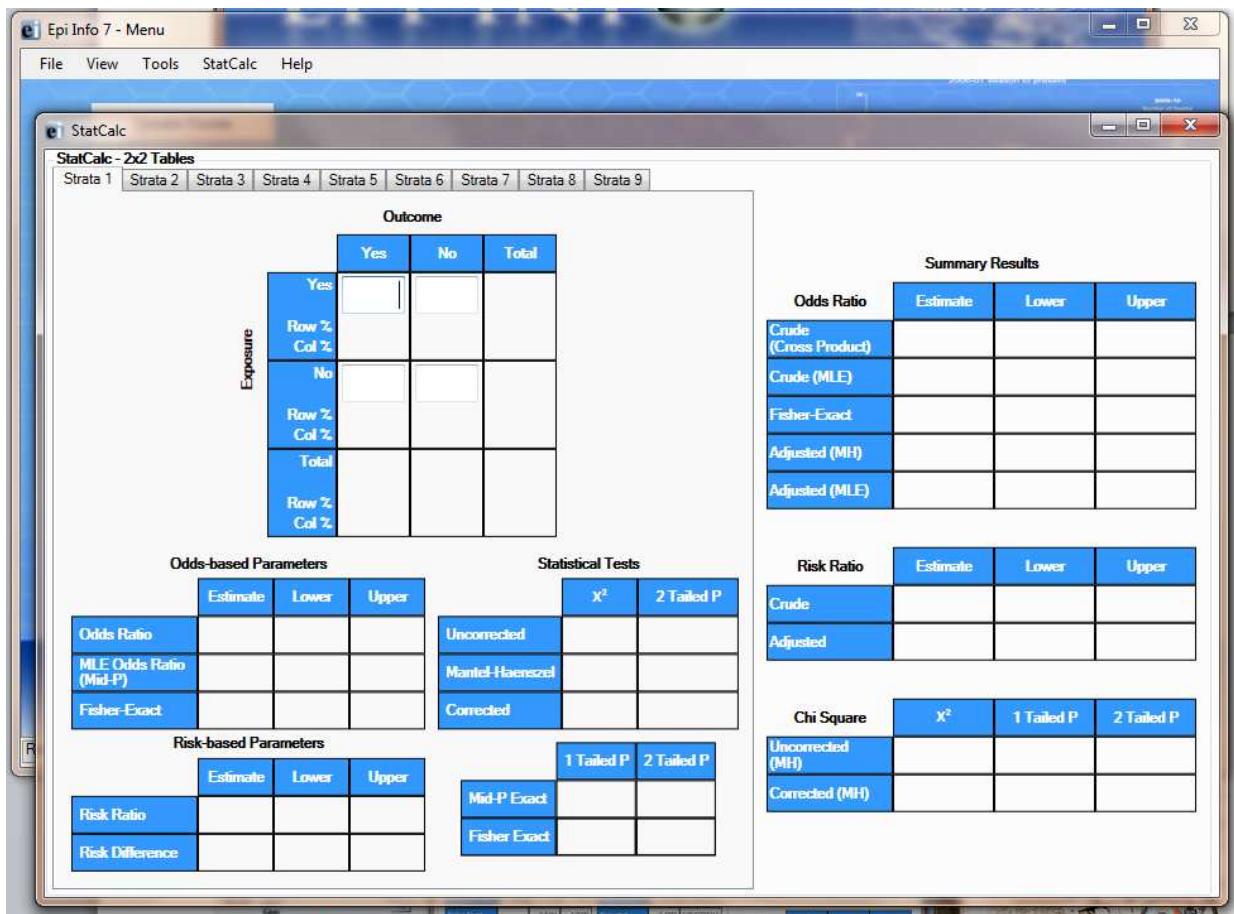 EPI INFO
Epi Info 7 - Menu
File View Tools StatCalc Help
StatCalc
StatCalc - 2x2 Tables
Strata 1 Strata 2 Strata 3 Strata 4 Strata 5 Strata 6 Strata 7 Strata 8 Strata 9
Outcome
Yes No Total
Exposure
Yes
Row %
Col %
No
Row %
Col %
Total
Row %
Col %
Odds-based Parameters
Estimate Lower Upper
Odds Ratio
MLE Odds Ratio
(Mid-P)
Fisher-Exact
Statistical Tests
X² 2 Tailed P
Uncorrected
Mantel-Haenszel
Corrected
Risk-based Parameters
Estimate Lower Upper
Risk Ratio
Risk Difference
1 Tailed P 2 Tailed P
Mid-P Exact
Fisher Exact
Summary Results
Odds Ratio Estimate Lower Upper
Crude
(Cross Product)
Crude (MLE)
Fisher-Exact
Adjusted (MH)
Adjusted (MLE)
Risk Ratio Estimate Lower Upper
Crude
Adjusted
Chi Square X² 1 Tailed P 2 Tailed P
Uncorrected
(MH)
Corrected (MH)